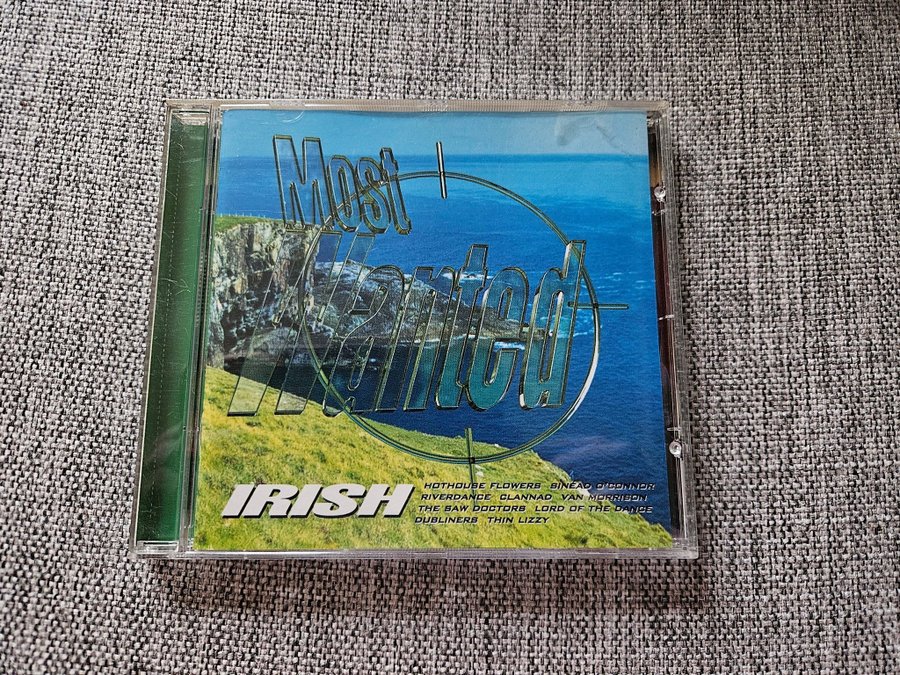 Most
Wanted
IRISH
HOTHOUSE FLOWERS SINÉAD O'CONNOR
RIVERDANCE CLANNAD VAN MORRISON
THE SAW DOCTORS LORD OF THE DANCE
DUBLINERS THIN LIZZY